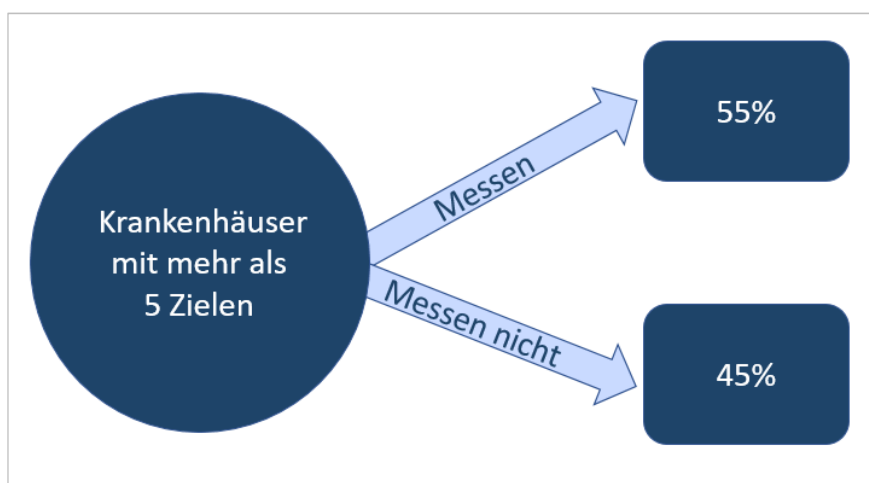 Krankenhäuser
mit mehr als
5 Zielen
Messen
55%
Messen nicht
45%